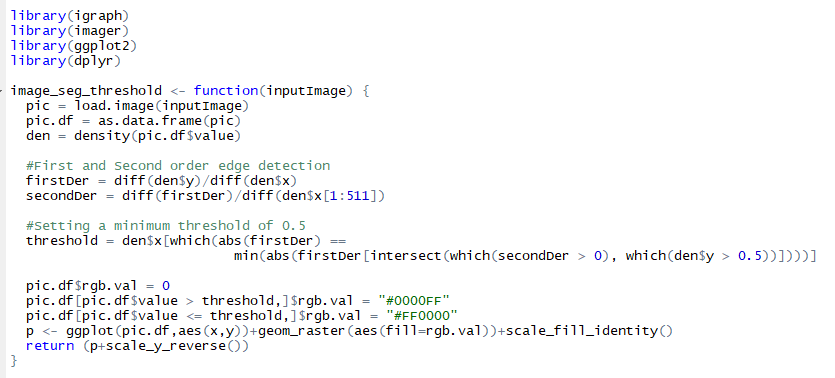 library(igraph)
library(imager)
library(ggplot2)
library(dplyr)
image_seg_threshold <- function(inputImage) {
pic = load.image(inputImage)
pic.df = as.data.frame(pic)
den = density(pic.df$value)
#First and Second order edge detection
firstDer = diff(den$y)/diff(den$x)
secondDer = diff(firstDer)/diff(den$x[1:511])
#Setting a minimum threshold of 0.5
threshold = den$x[which(abs(firstDer) ==
min(abs(firstDer[intersect(which(secondDer > 0), which(den$y > 0.5))])))]
pic.df$rgb.val = 0
pic.df[pic.df$value > threshold,]$rgb.val = "#0000FF"
pic.df[pic.df$value <= threshold,]$rgb.val = "#FF0000"
p <- ggplot(pic.df,aes(x,y))+geom_raster(aes(fill=rgb.val))+scale_fill_identity()
return (p+scale_y_reverse())
}